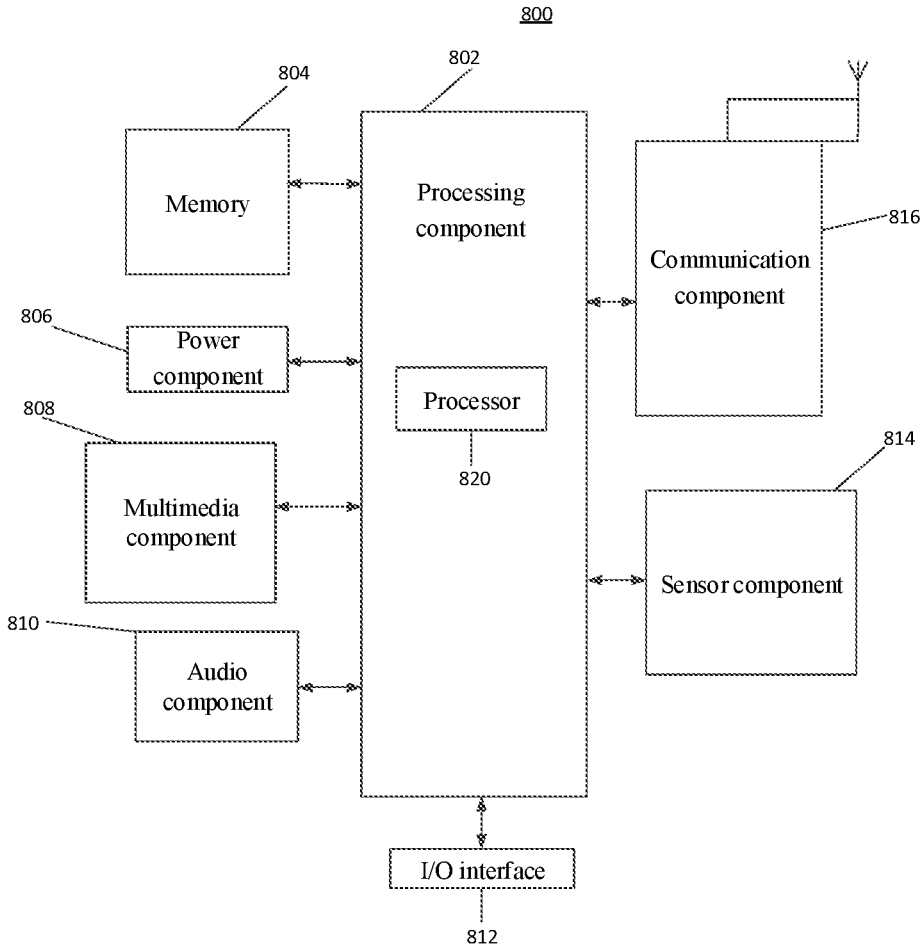 800
802
804
Memory
Processing
component
816
Communication
component
806
Power
component
Processor
820
808
Multimedia
component
814
Sensor component
810
Audio
component
I/O interface
812